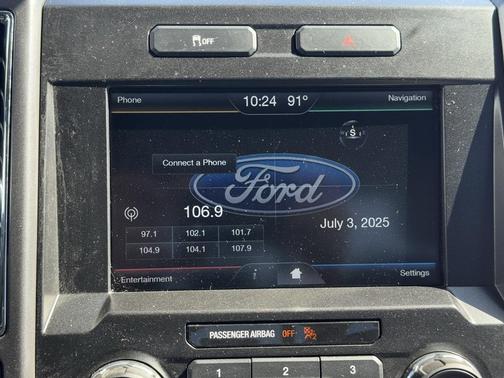 OFF
Phone
10:24 91°
Navigation
S
Connect a Phone
Ford
106.9
97.1 102.1 101.7
104.9 104.1 107.9
July 3, 2025
Entertainment
i
Settings
PASSENGER AIRBAG OFF 2
1 2 3